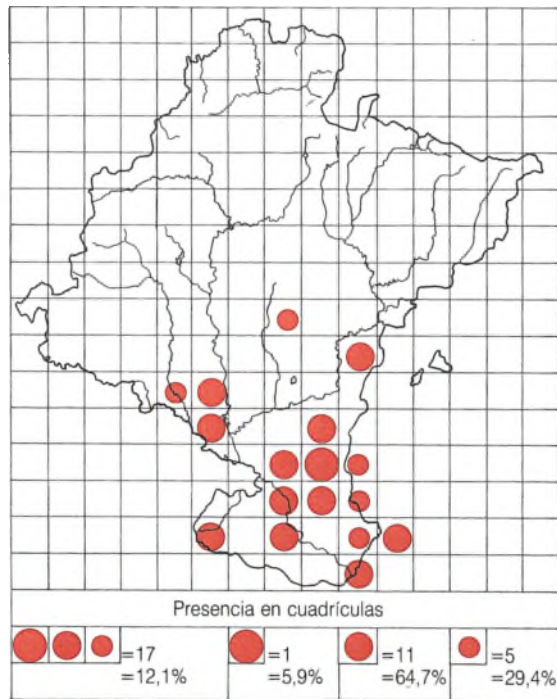 Presencia en cuadrículas
=17 =1 =11 =5
=12,1% =5,9% =64,7% =29,4%